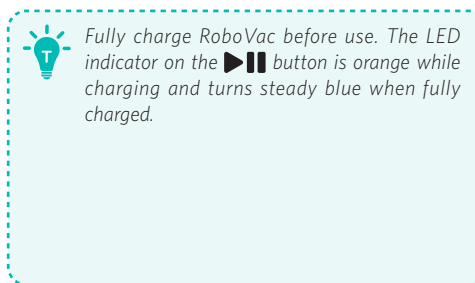 T
Fully charge RoboVac before use. The LED
indicator on the ▶❚❚ button is orange while
charging and turns steady blue when fully
charged.